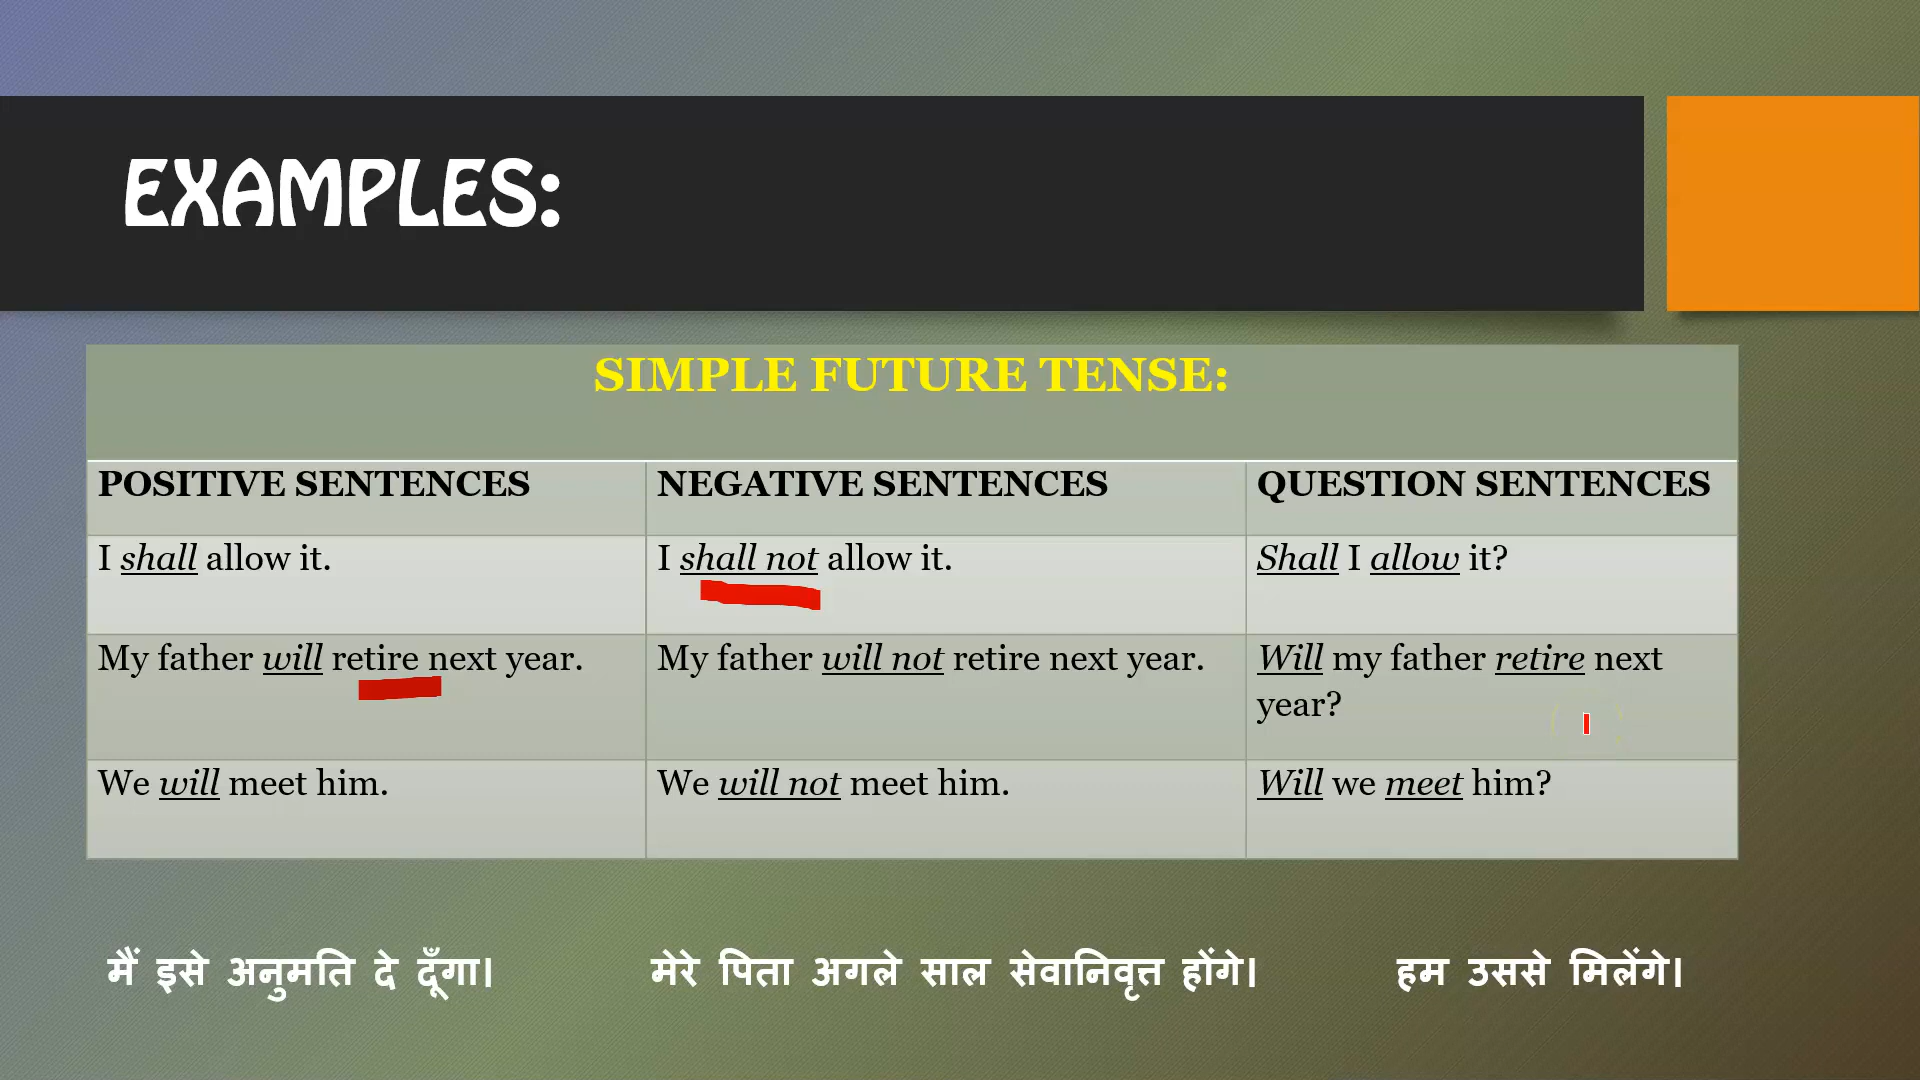 EXAMPLES:
SIMPLE FUTURE TENSE:
POSITIVE SENTENCES
NEGATIVE SENTENCES
QUESTION SENTENCES
I shall allow it.
I shall not allow it.
Shall I allow it?
My father will retire next year.
My father will not retire next year.
Will my father retire next
year?
We will meet him.
We will not meet him.
Will we meet him?
मैं इसे अनुमति दे दूँगा।
मेरे पिता अगले साल सेवानिवृत्त होंगे।
हम उससे मिलेंगे।